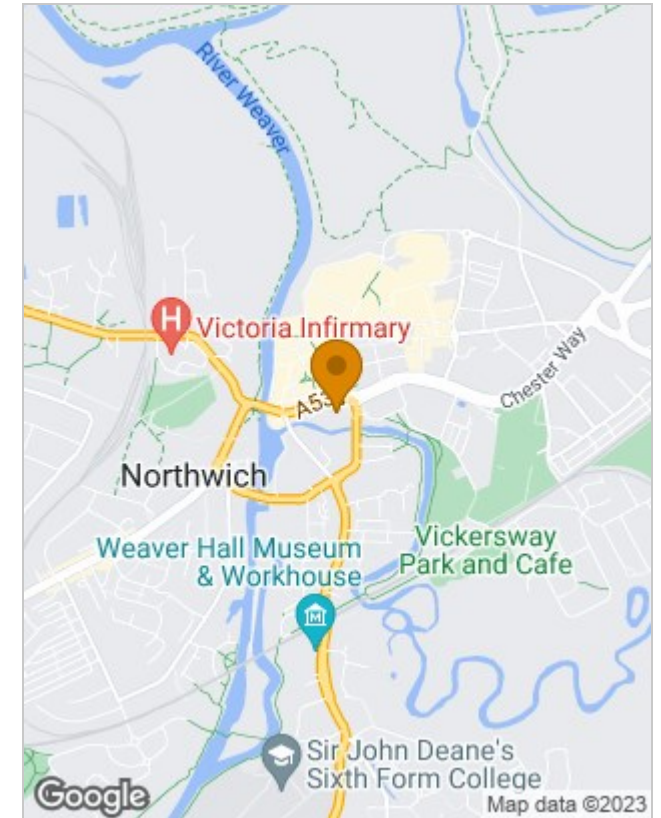 River Weaver
H
Victoria Infirmary
A53
Chester Way
Northwich
Weaver Hall Museum
& Workhouse
Vickersway
Park and Cafe
M
Sir John Deane's
Sixth Form College
Google
Map data ©2023